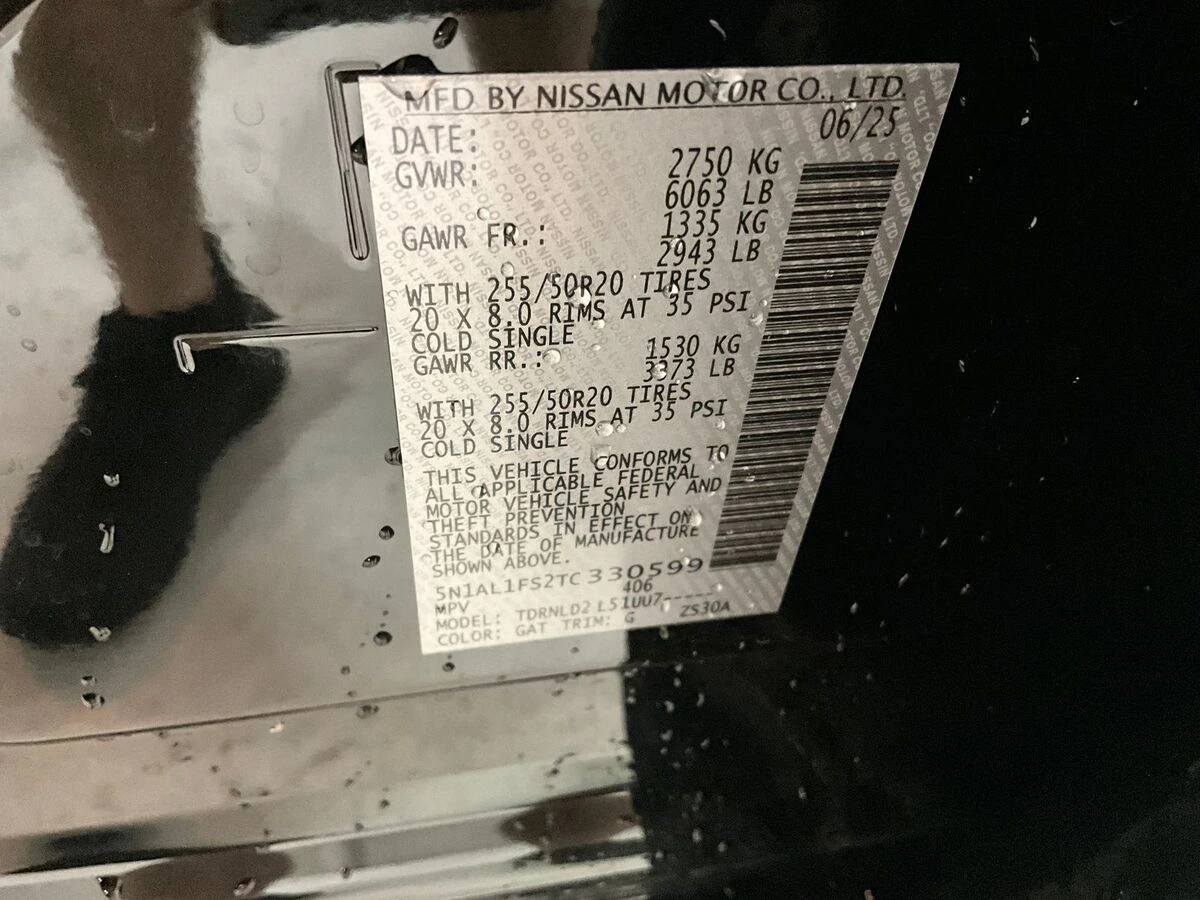 MFD BY NISSAN MOTOR CO., LTD.
DATE: 06/25
GVWR: 2750 KG
6063 LB
GAWR FR.: 1335 KG
2943 LB
WITH 255/50R20 TIRES
20 X 8.0 RIMS AT 35 PSI
COLD SINGLE
GAWR RR.: 1530 KG
3373 LB
WITH 255/50R20 TIRES
20 X 8.0 RIMS AT 35 PSI
COLD SINGLE
THIS VEHICLE CONFORMS TO
ALL APPLICABLE FEDERAL
MOTOR VEHICLE SAFETY AND
THEFT PREVENTION
STANDARDS IN EFFECT ON
THE DATE OF MANUFACTURE
SHOWN ABOVE.
5N1AL1FS2TC330599
MPV 406
MODEL: TDRNLD2 L51UU7-----
COLOR: GAT TRIM: G ZS30A